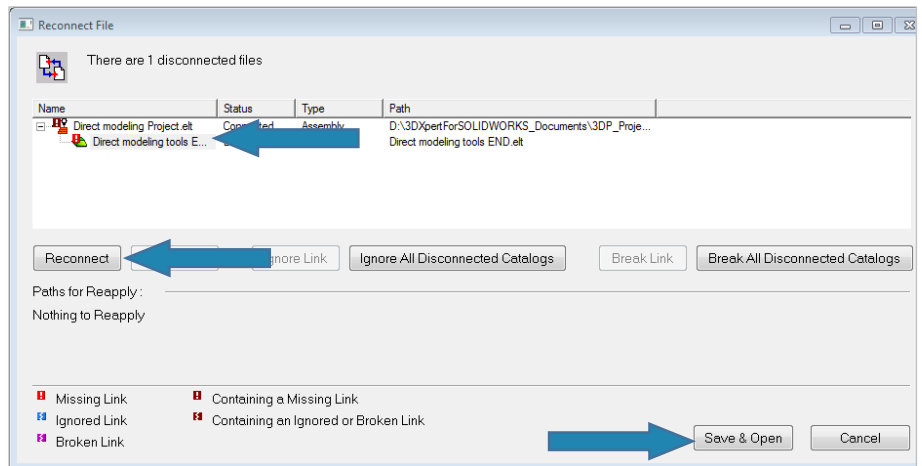 Reconnect File
There are 1 disconnected files
Name Status Type Path
Direct modeling Project.elt Connected Assembly D:\3DXpertForSOLIDWORKS_Documents\3DP_Proje...
Direct modeling tools E... Direct modeling tools END.elt
Reconnect Link Ignore All Disconnected Catalogs Break Link Break All Disconnected Catalogs
Paths for Reapply :
Nothing to Reapply
Missing Link Containing a Missing Link
Ignored Link Containing an Ignored or Broken Link
Broken Link
Save & Open Cancel